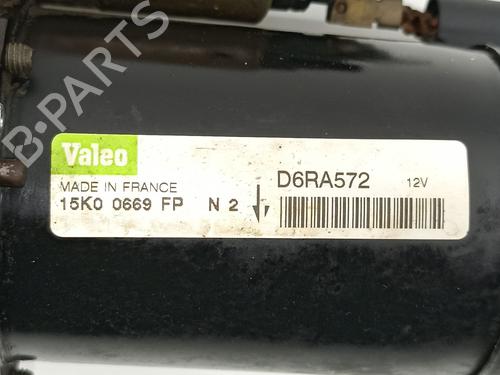 B-PARTS
Valeo
MADE IN FRANCE
15K0 0669 FP N 2
D6RA572 12V